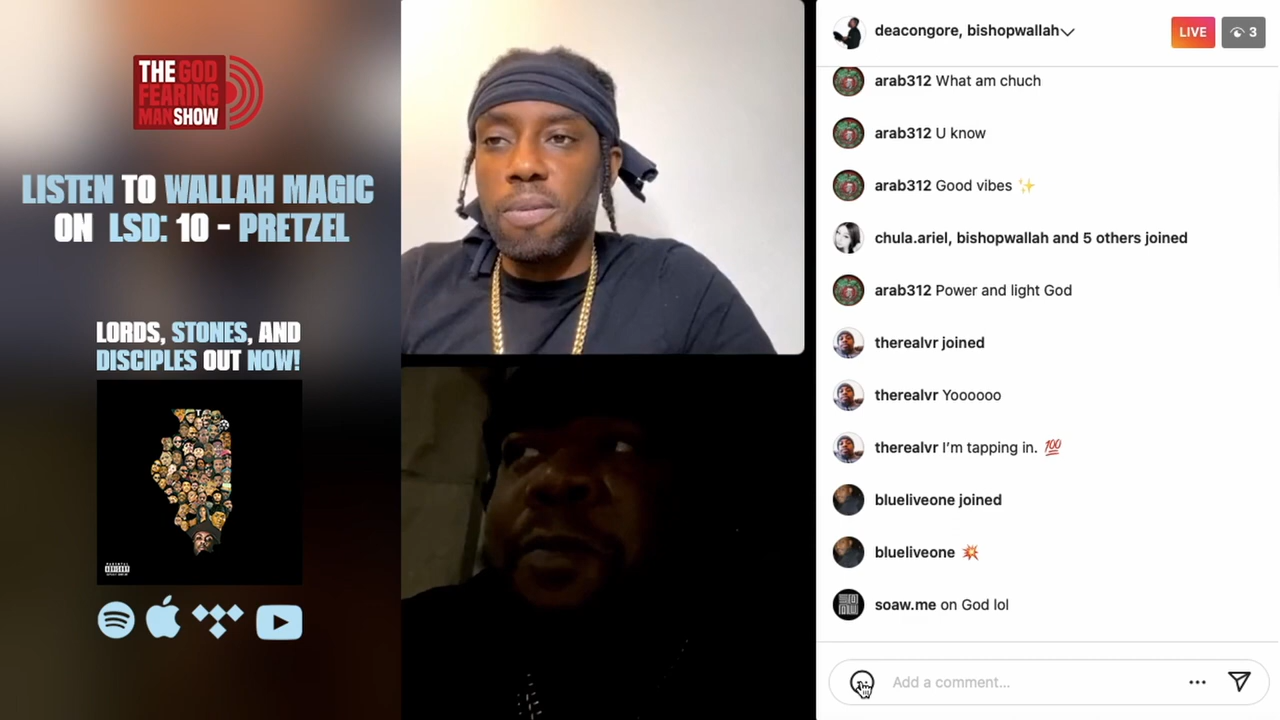 THE GOD
FEARING
MAN SHOW
LISTEN TO WALLAH MAGIC
ON LSD: 10 - PRETZEL
LORDS, STONES, AND
DISCIPLES OUT NOW!
PARENTAL
ADVISORY
deacongore, bishopwallah
LIVE
3
arab312 What am chuch
arab312 U know
arab312 Good vibes ✨
chula.ariel, bishopwallah and 5 others joined
arab312 Power and light God
therealvr joined
therealvr Yoooooo
therealvr I'm tapping in. 💯
blueliveone joined
blueliveone 💥
soaw.me on God lol
Add a comment...